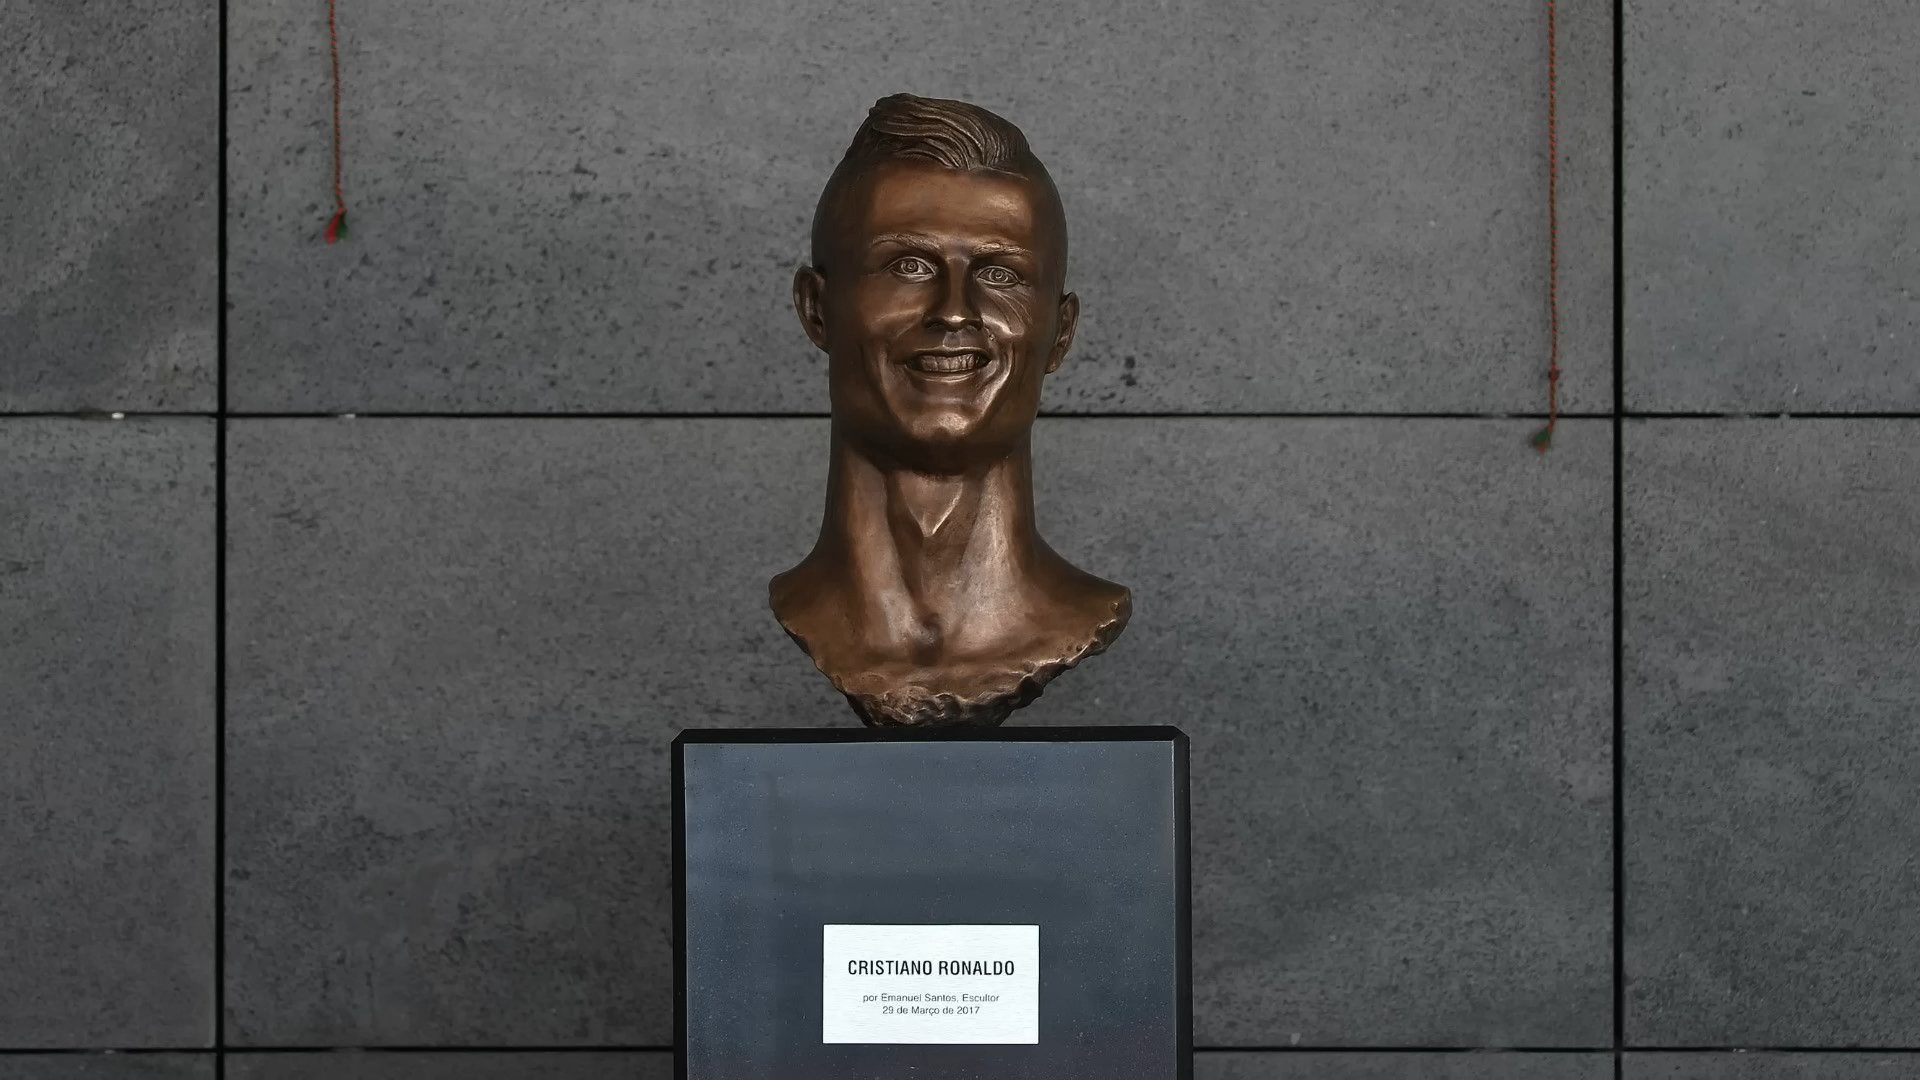 CRISTIANO RONALDO
por Emanuel Santos, Escultor
29 de Março de 2017